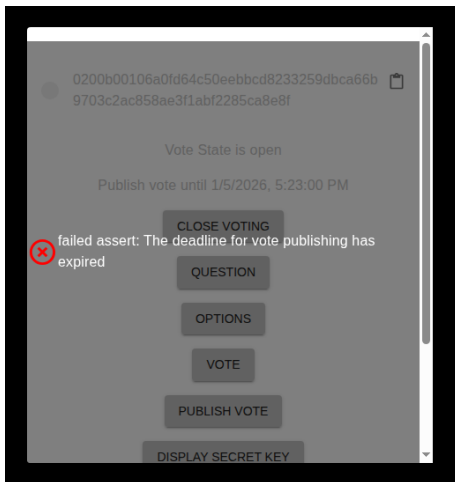 0200b00106a0fd64c50eebbcd8233259dbca66b
9703c2ac858ae3f1abf2285ca8e8f
Vote State is open
Publish vote until 1/5/2026, 5:23:00 PM
CLOSE VOTING
failed assert: The deadline for vote publishing has
expired
QUESTION
OPTIONS
VOTE
PUBLISH VOTE
DISPLAY SECRET KEY